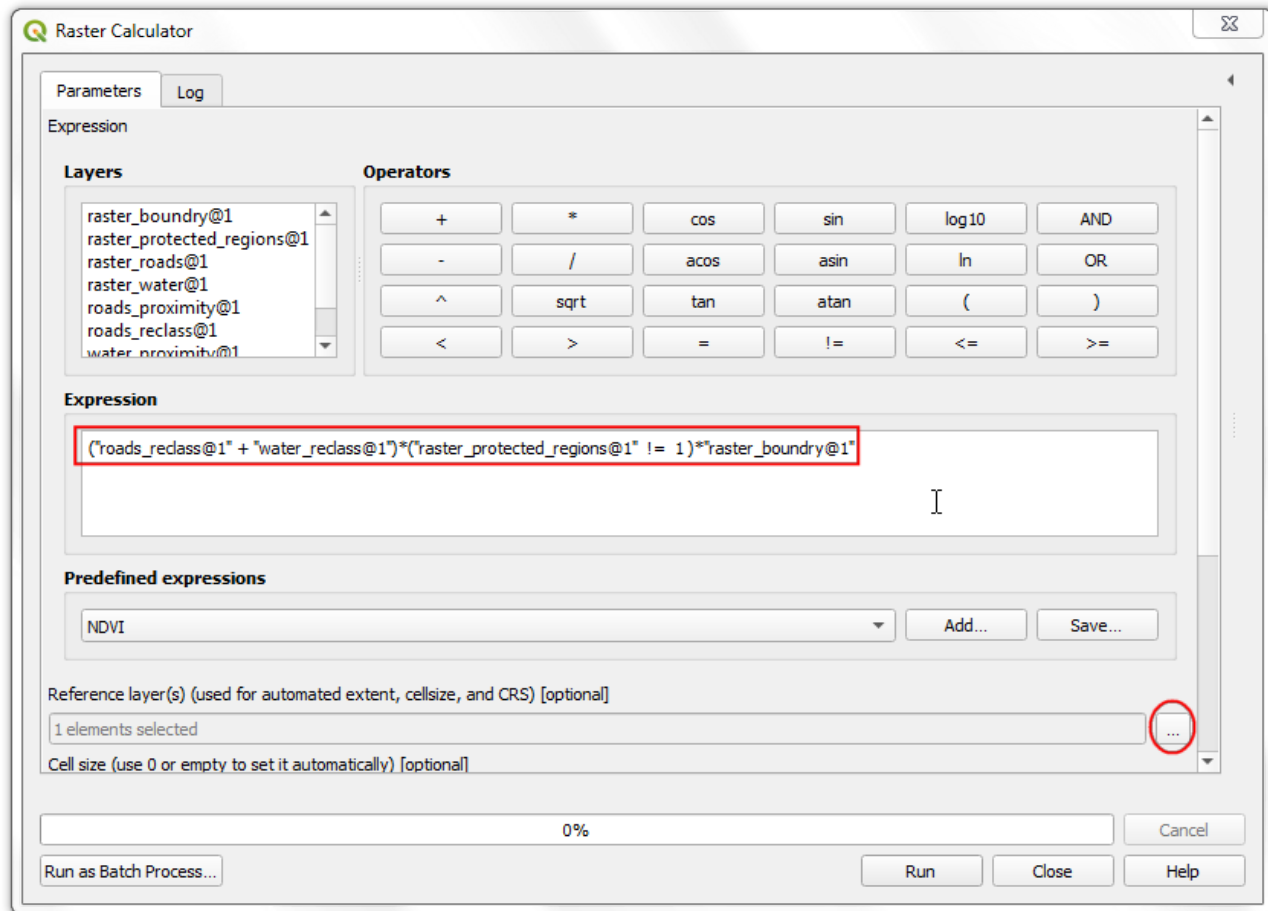 Raster Calculator
Parameters
Log
Expression
Layers
Operators
raster_boundry@1
raster_protected_regions@1
raster_roads@1
raster_water@1
roads_proximity@1
roads_reclass@1
water_proximity@1
+ * cos sin log10 AND
- / acos asin ln OR
^ sqrt tan atan ( )
< > = != <= >=
Expression
("roads_reclass@1" + "water_reclass@1")*("raster_protected_regions@1" != 1)*"raster_boundry@1"
Predefined expressions
NDVI
Add...
Save...
Reference layer(s) (used for automated extent, cellsize, and CRS) [optional]
1 elements selected
...
Cell size (use 0 or empty to set it automatically) [optional]
0%
Cancel
Run as Batch Process...
Run
Close
Help